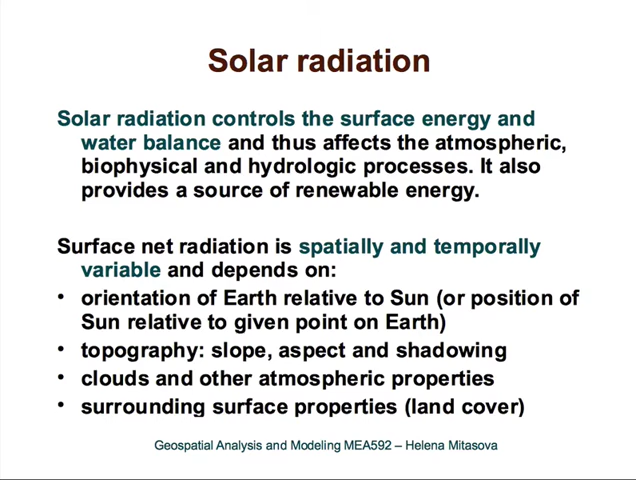 Solar radiation
Solar radiation controls the surface energy and
water balance and thus affects the atmospheric,
biophysical and hydrologic processes. It also
provides a source of renewable energy.
Surface net radiation is spatially and temporally
variable and depends on:
• orientation of Earth relative to Sun (or position of
Sun relative to given point on Earth)
• topography: slope, aspect and shadowing
• clouds and other atmospheric properties
• surrounding surface properties (land cover)
Geospatial Analysis and Modeling MEA592 – Helena Mitasova